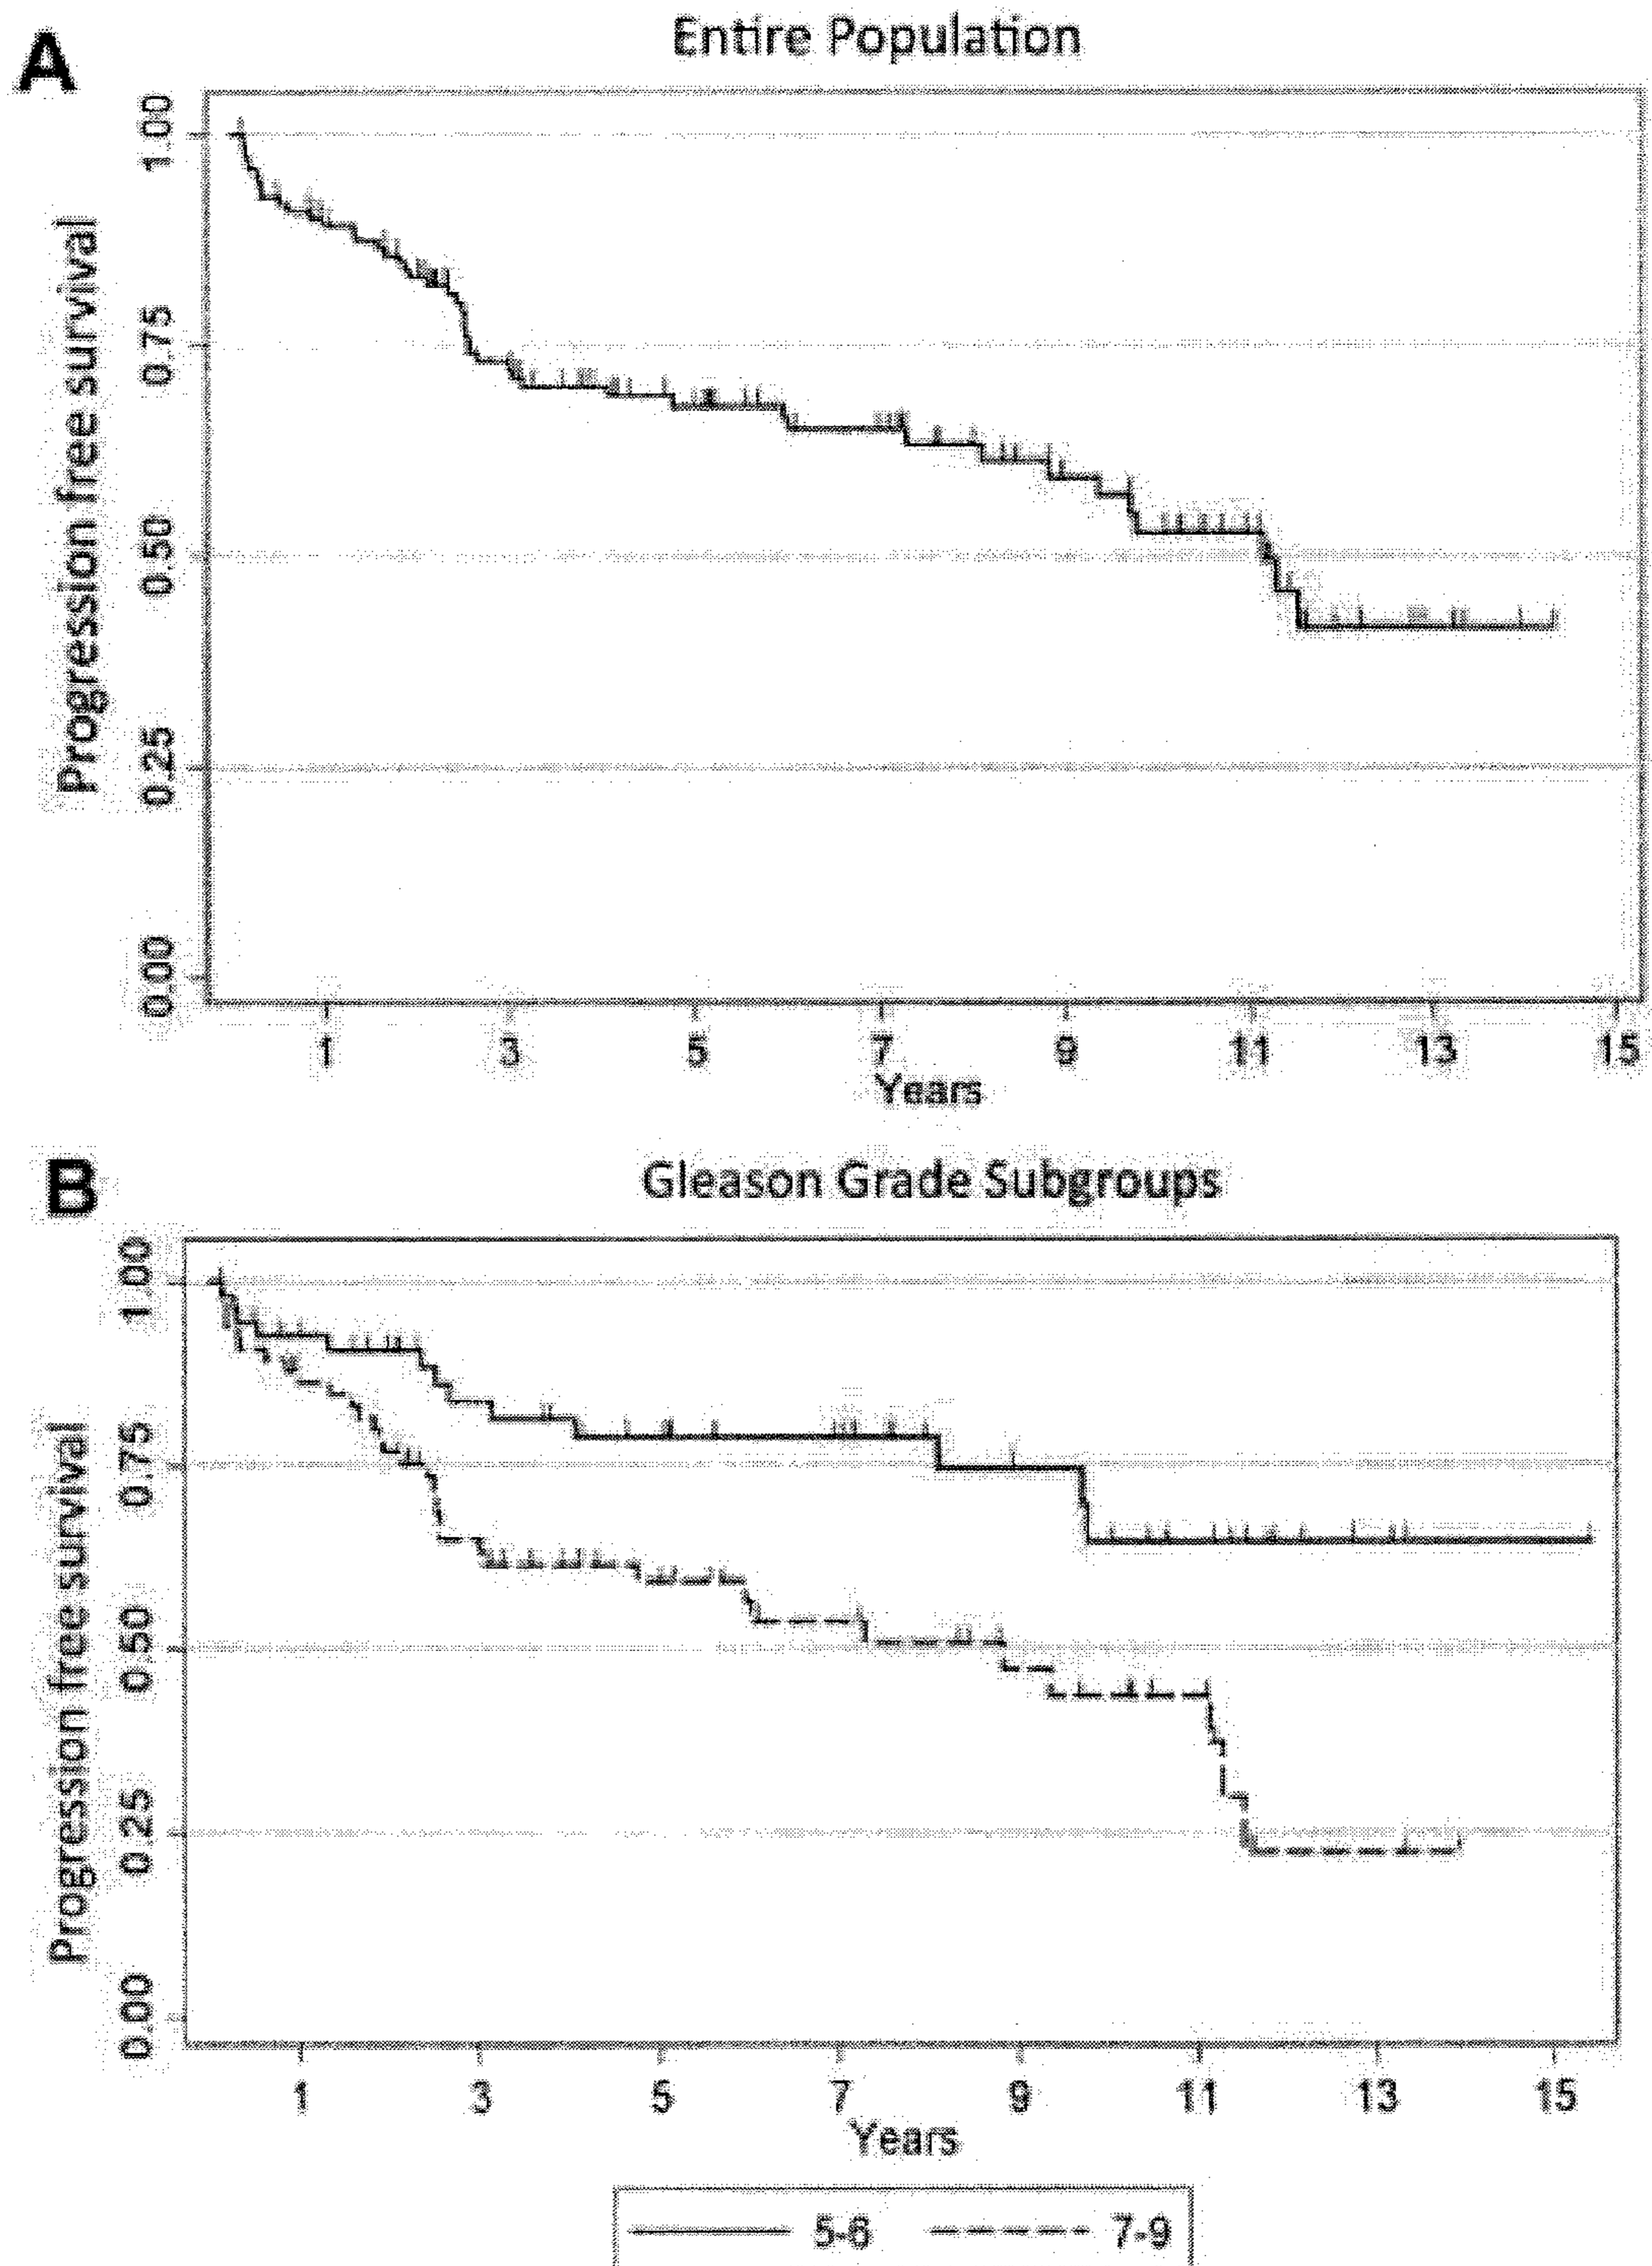 A
Entire Population
Progression free survival
1.00
0.75
0.50
0.25
0.00
1 3 5 7 9 11 13 15
Years
B
Gleason Grade Subgroups
Progression free survival
1.00
0.75
0.50
0.25
0.00
1 3 5 7 9 11 13 15
Years
5-6 7-9